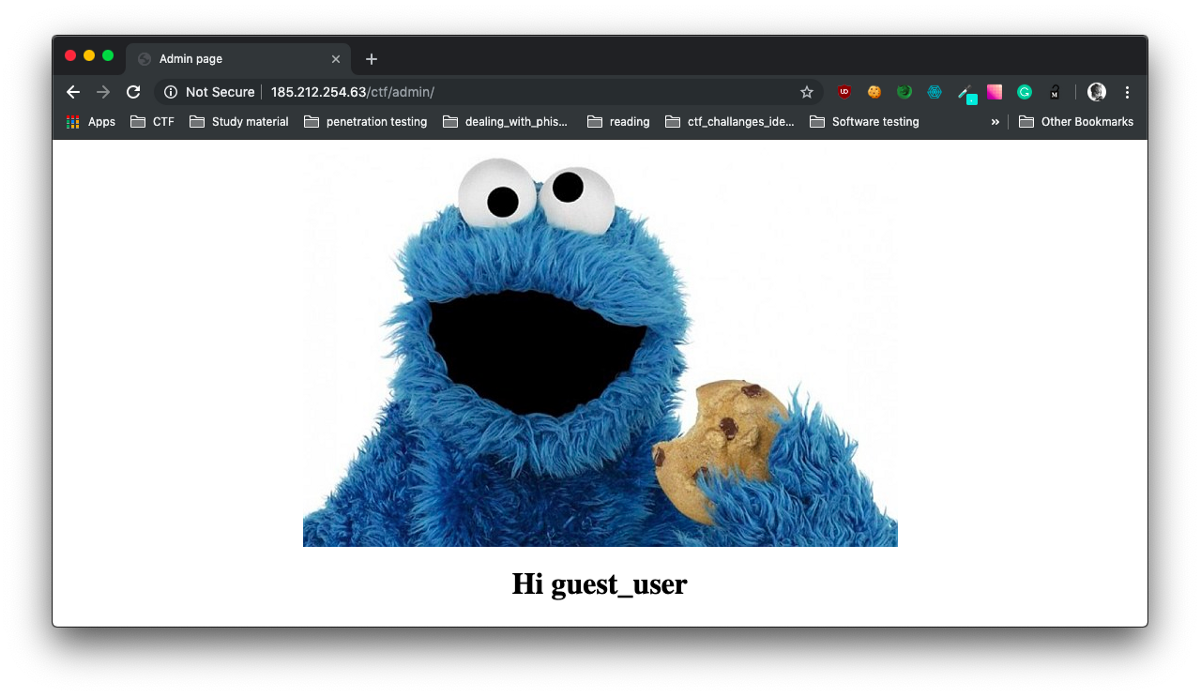 Admin page
Not Secure 185.212.254.63/ctf/admin/
Apps CTF Study material penetration testing dealing_with_phis... reading ctf_challanges_ide... Software testing » Other Bookmarks
Hi guest_user